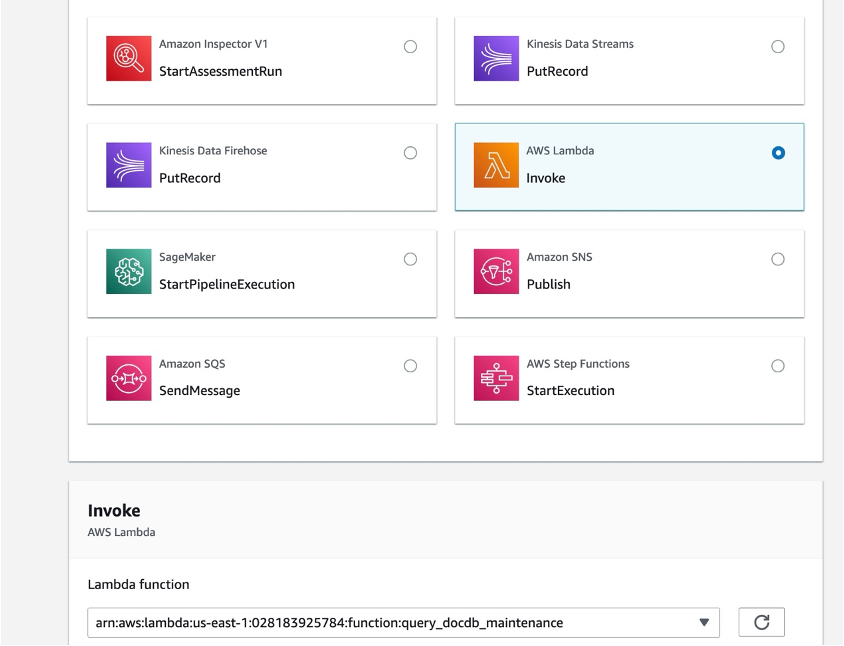 Amazon Inspector V1
StartAssessmentRun
Kinesis Data Streams
PutRecord
Kinesis Data Firehose
PutRecord
AWS Lambda
Invoke
SageMaker
StartPipelineExecution
Amazon SNS
Publish
Amazon SQS
SendMessage
AWS Step Functions
StartExecution
Invoke
AWS Lambda
Lambda function
arn:aws:lambda:us-east-1:028183925784:function:query_docdb_maintenance